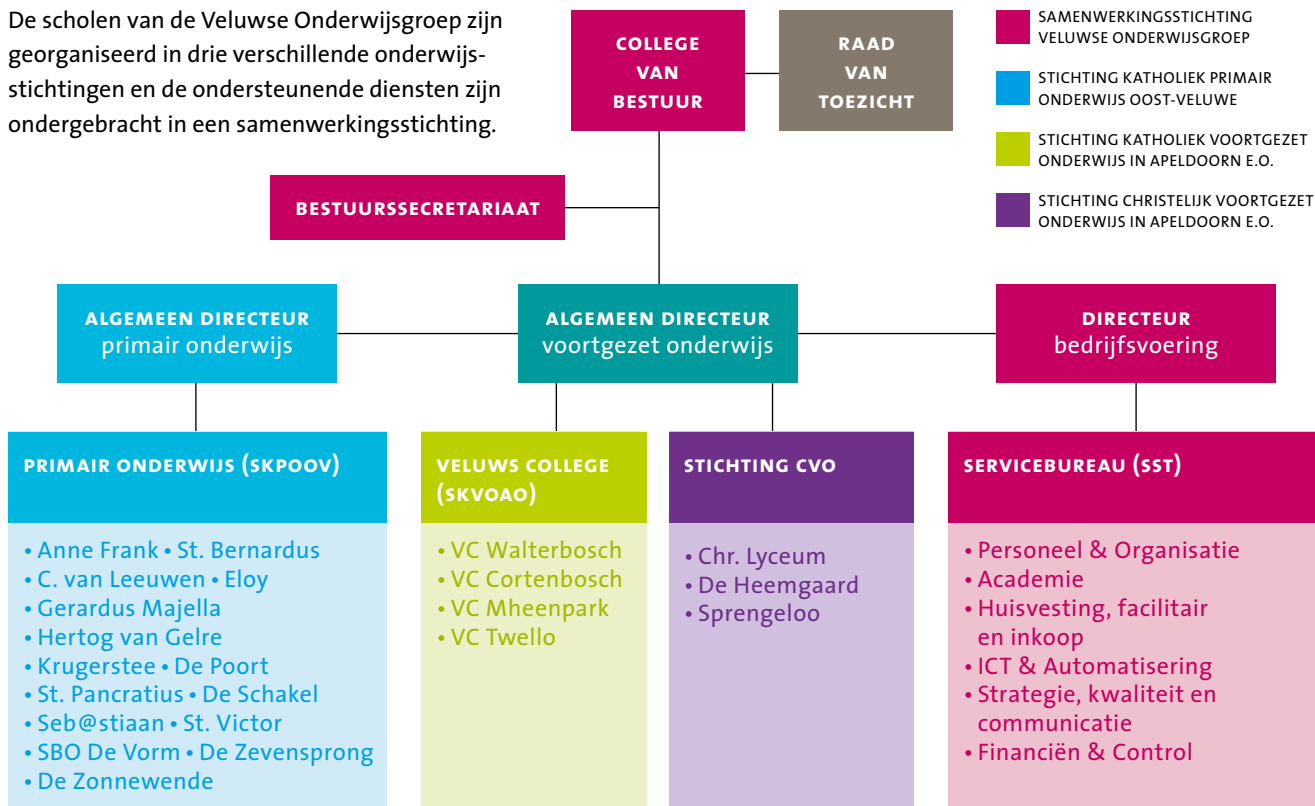 De scholen van de Veluwse Onderwijsgroep zijn
georganiseerd in drie verschillende onderwijs-
stichtingen en de ondersteunende diensten zijn
ondergebracht in een samenwerkingsstichting.
COLLEGE
VAN
BESTUUR
RAAD
VAN
TOEZICHT
SAMENWERKINGSSTICHTING
VELUWSE ONDERWIJSGROEP
STICHTING KATHOLIEK PRIMAIR
ONDERWIJS OOST-VELUWE
STICHTING KATHOLIEK VOORTGEZET
ONDERWIJS IN APELDOORN E.O.
STICHTING CHRISTELIJK VOORTGEZET
ONDERWIJS IN APELDOORN E.O.
BESTUURSSECRETARIAAT
ALGEMEEN DIRECTEUR
primair onderwijs
ALGEMEEN DIRECTEUR
voortgezet onderwijs
DIRECTEUR
bedrijfsvoering
PRIMAIR ONDERWIJS (SKPOOV)
• Anne Frank • St. Bernardus
• C. van Leeuwen • Eloy
• Gerardus Majella
• Hertog van Gelre
• Krugerstee • De Poort
• St. Pancratius • De Schakel
• Seb@stiaan • St. Victor
• SBO De Vorm • De Zevensprong
• De Zonnewende
VELUWS COLLEGE
(SKVOAO)
• VC Walterbosch
• VC Cortenbosch
• VC Mheenpark
• VC Twello
STICHTING CVO
• Chr. Lyceum
• De Heemgaard
• Sprengeloo
SERVICEBUREAU (SST)
• Personeel & Organisatie
• Academie
• Huisvesting, facilitair
en inkoop
• ICT & Automatisering
• Strategie, kwaliteit en
communicatie
• Financiën & Control